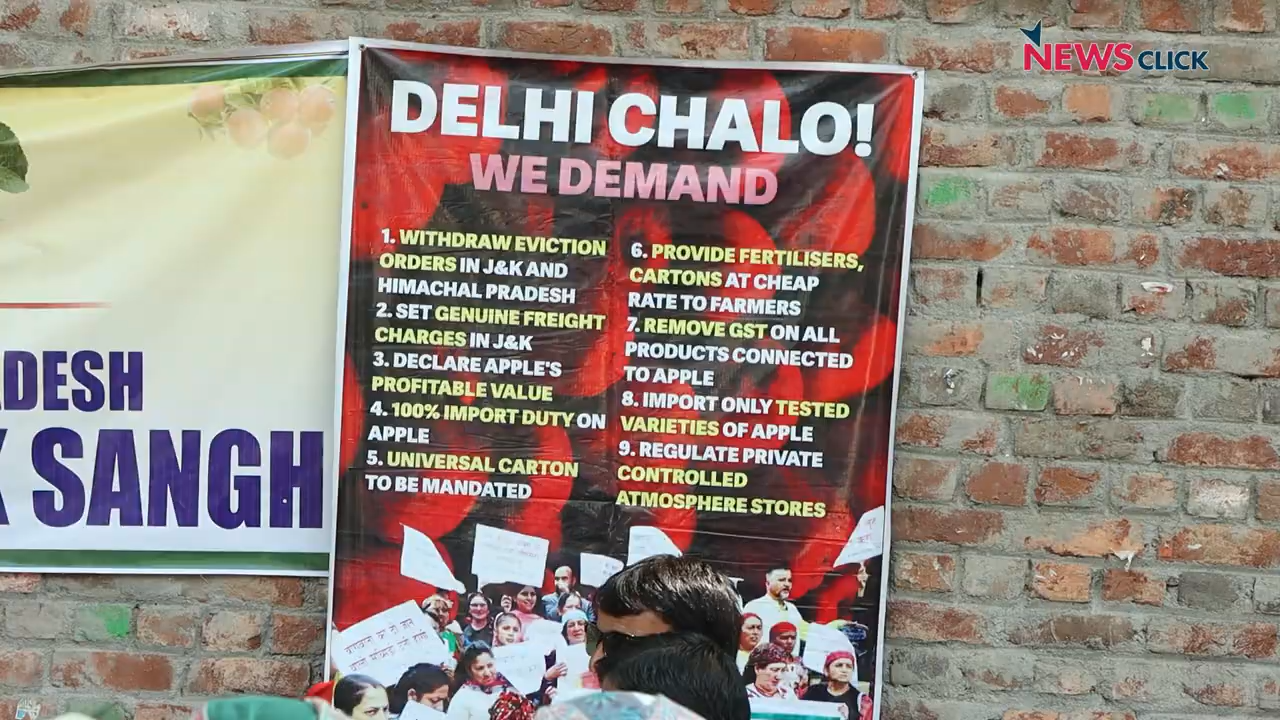 NEWSCLICK
DELHI CHALO!
WE DEMAND
1. WITHDRAW EVICTION
ORDERS IN J&K AND
HIMACHAL PRADESH
2. SET GENUINE FREIGHT
CHARGES IN J&K
3. DECLARE APPLE'S
PROFITABLE VALUE
4. 100% IMPORT DUTY ON
APPLE
5. UNIVERSAL CARTON
TO BE MANDATED
6. PROVIDE FERTILISERS,
CARTONS AT CHEAP
RATE TO FARMERS
7. REMOVE GST ON ALL
PRODUCTS CONNECTED
TO APPLE
8. IMPORT ONLY TESTED
VARIETIES OF APPLE
9. REGULATE PRIVATE
CONTROLLED
ATMOSPHERE STORES
ADESH
K SANGH